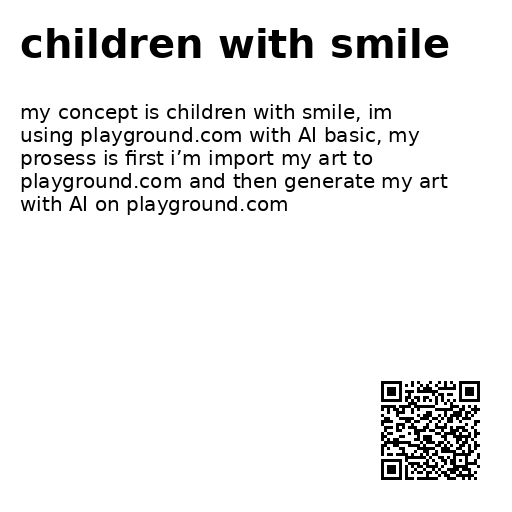 children with smile
my concept is children with smile, im
using playground.com with AI basic, my
prosess is first i’m import my art to
playground.com and then generate my art
with AI on playground.com